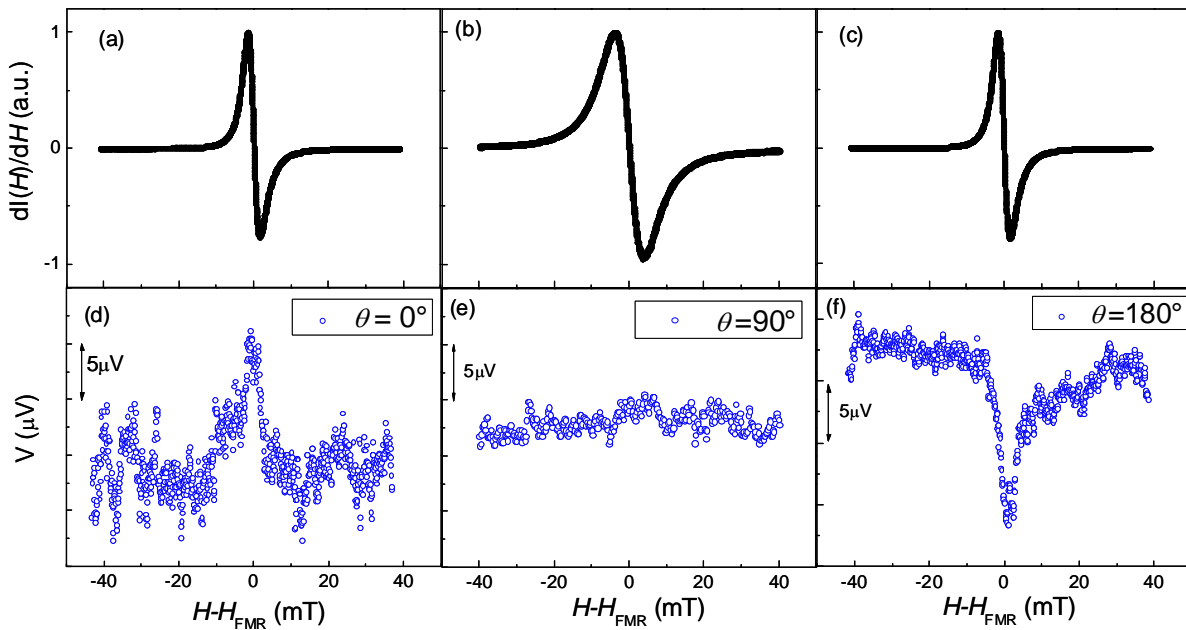 (a)
(b)
(c)
1
0
-1
dI(H)/dH (a.u.)
(d)
θ = 0°
5μV
(e)
θ=90°
5μV
(f)
θ=180°
5μV
V (μV)
-40 -20 0 20 40
-40 -20 0 20 40
-40 -20 0 20 40
H-H_FMR (mT)
H-H_FMR (mT)
H-H_FMR (mT)